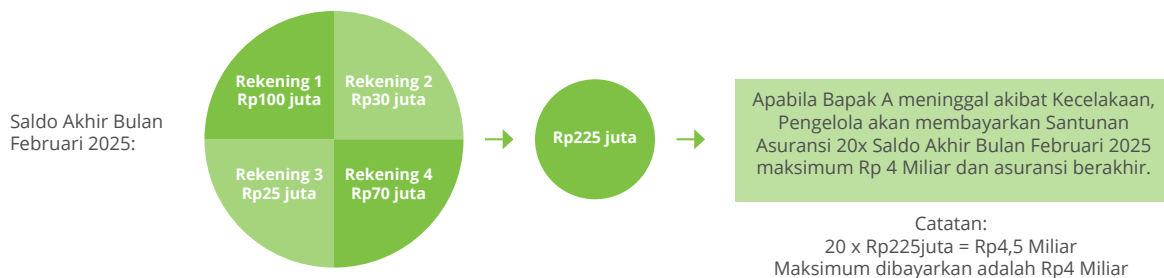 Saldo Akhir Bulan
Februari 2025:
Rekening 1
Rp100 juta
Rekening 2
Rp30 juta
Rekening 3
Rp25 juta
Rekening 4
Rp70 juta
Rp225 juta
Apabila Bapak A meninggal akibat Kecelakaan,
Pengelola akan membayarkan Santunan
Asuransi 20x Saldo Akhir Bulan Februari 2025
maksimum Rp 4 Miliar dan asuransi berakhir.
Catatan:
20 x Rp225juta = Rp4,5 Miliar
Maksimum dibayarkan adalah Rp4 Miliar